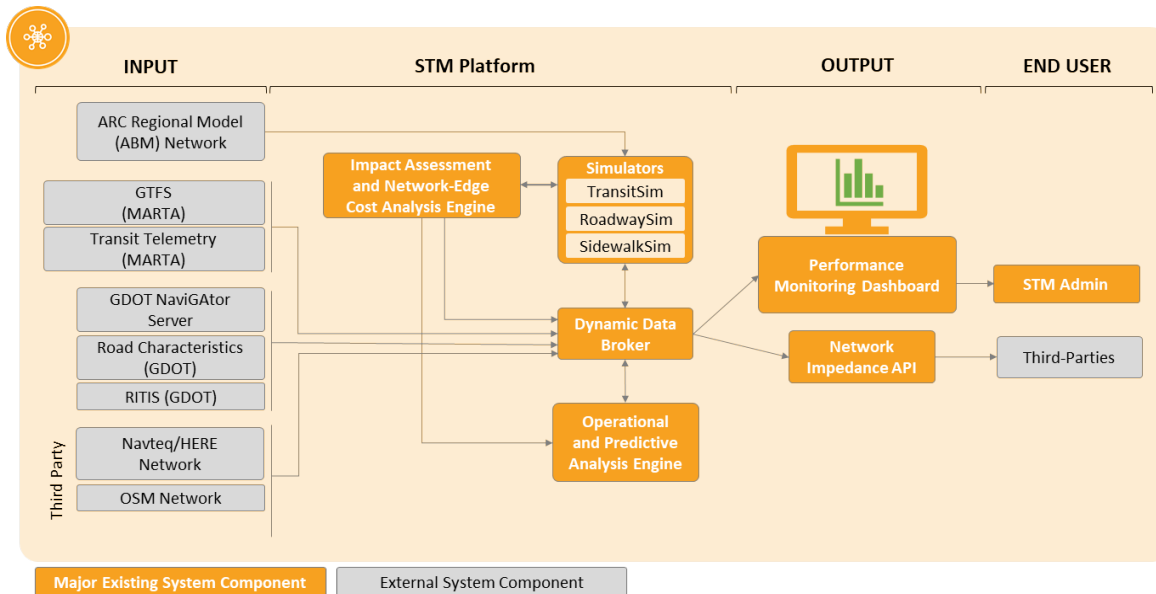 INPUT
STM Platform
OUTPUT
END USER
ARC Regional Model
(ABM) Network
GTFS
(MARTA)
Transit Telemetry
(MARTA)
GDOT NaviGAtor
Server
Road Characteristics
(GDOT)
RITIS (GDOT)
Third Party
Navteq/HERE
Network
OSM Network
Impact Assessment
and Network-Edge
Cost Analysis Engine
Simulators
TransitSim
RoadwaySim
SidewalkSim
Dynamic Data
Broker
Operational
and Predictive
Analysis Engine
Performance
Monitoring Dashboard
Network
Impedance API
STM Admin
Third-Parties
Major Existing System Component
External System Component